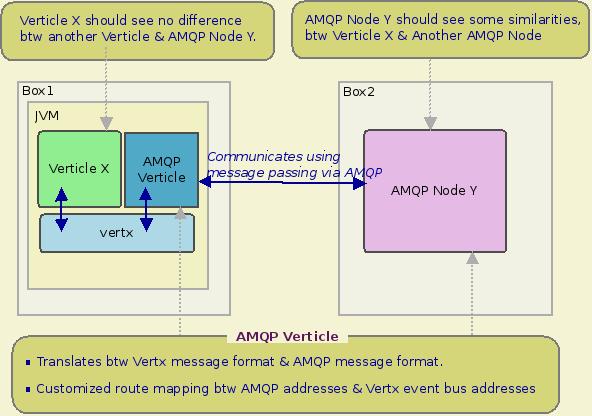 Verticle X should see no difference
btw another Verticle & AMQP Node Y.
AMQP Node Y should see some similarities,
btw Verticle X & Another AMQP Node
Box1
JVM
Verticle X
AMQP
Verticle
vertx
Communicates using
message passing via AMQP
Box2
AMQP Node Y
AMQP Verticle
▪ Translates btw Vertx message format & AMQP message format.
▪ Customized route mapping btw AMQP addresses & Vertx event bus addresses